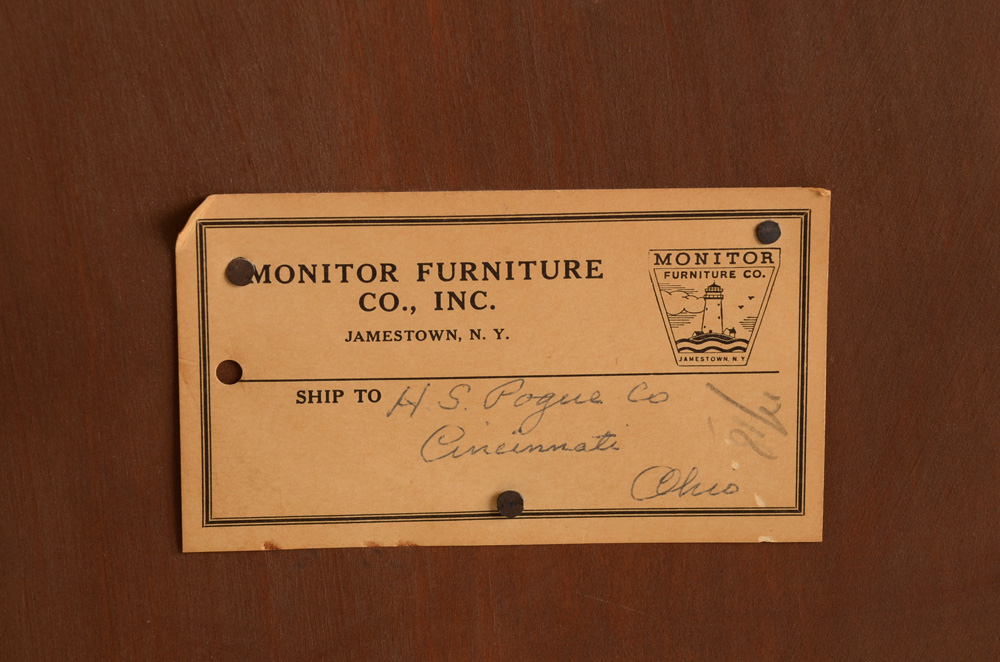 MONITOR FURNITURE
CO., INC.
JAMESTOWN, N. Y.
MONITOR
FURNITURE CO.
JAMESTOWN, N.Y.
SHIP TO H S. Pogue Co
Cincinnati
Ohio